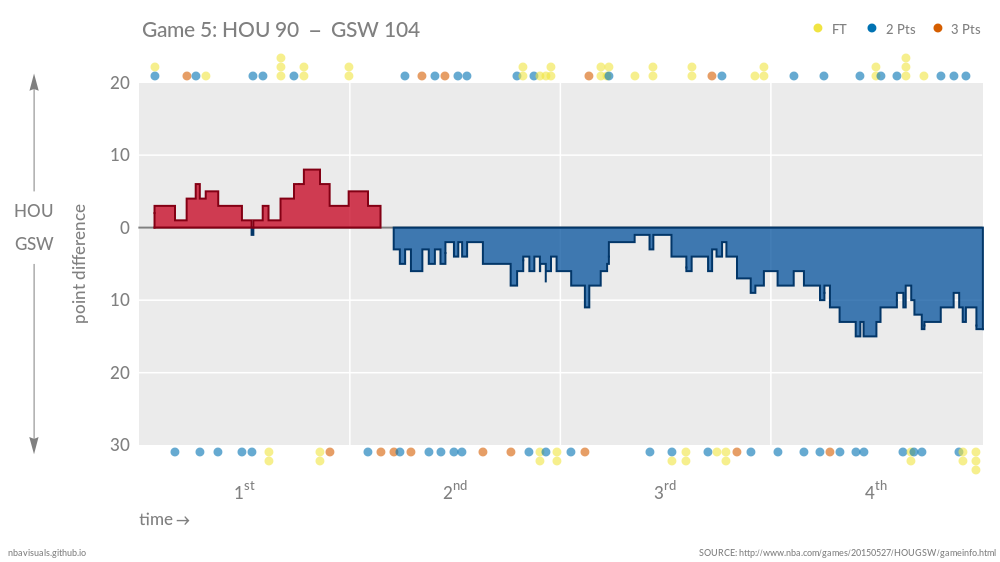 Game 5: HOU 90 – GSW 104
FT
2 Pts
3 Pts
20
10
0
10
20
30
HOU
GSW
point difference
1st
2nd
3rd
4th
time→
nbavisuals.github.io
SOURCE: http://www.nba.com/games/20150527/HOUGSW/gameinfo.html